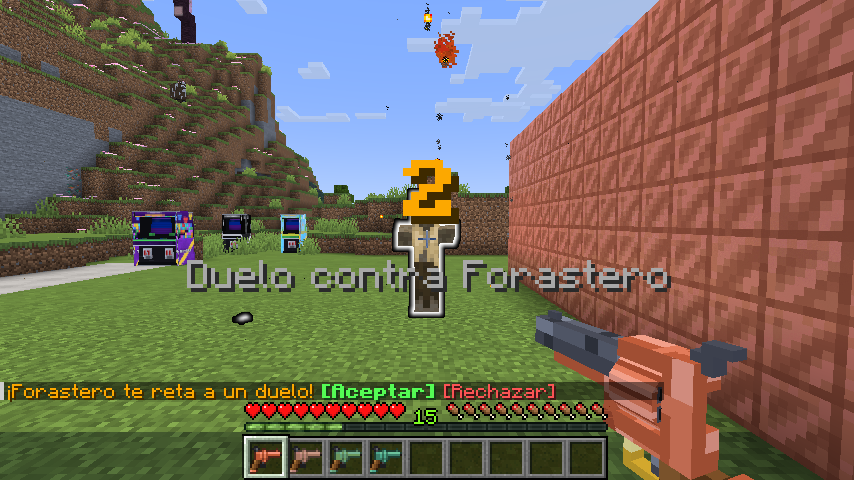 2
Duelo contra Forastero
¡Forastero te reta a un duelo! [Aceptar] [Rechazar]
15